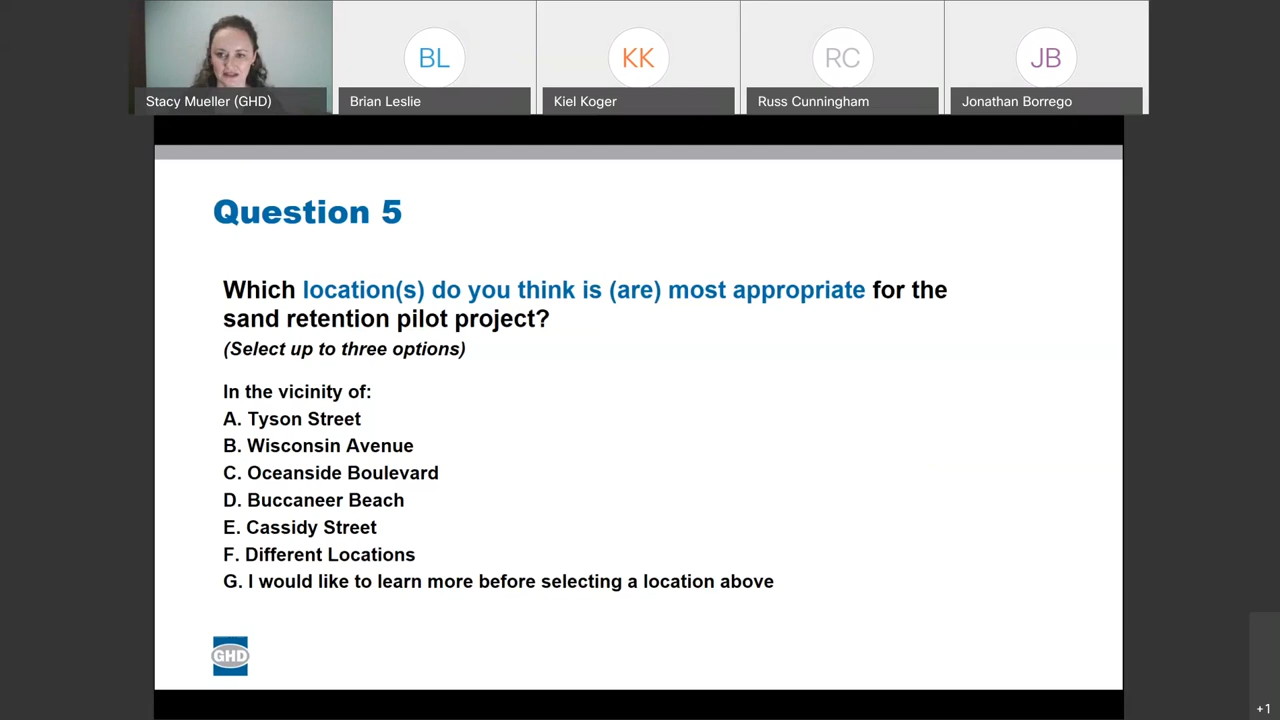 BL
KK
RC
JB
Stacy Mueller (GHD)
Brian Leslie
Kiel Koger
Russ Cunningham
Jonathan Borrego
Question 5
Which location(s) do you think is (are) most appropriate for the
sand retention pilot project?
(Select up to three options)
In the vicinity of:
A. Tyson Street
B. Wisconsin Avenue
C. Oceanside Boulevard
D. Buccaneer Beach
E. Cassidy Street
F. Different Locations
G. I would like to learn more before selecting a location above
GHD
+1